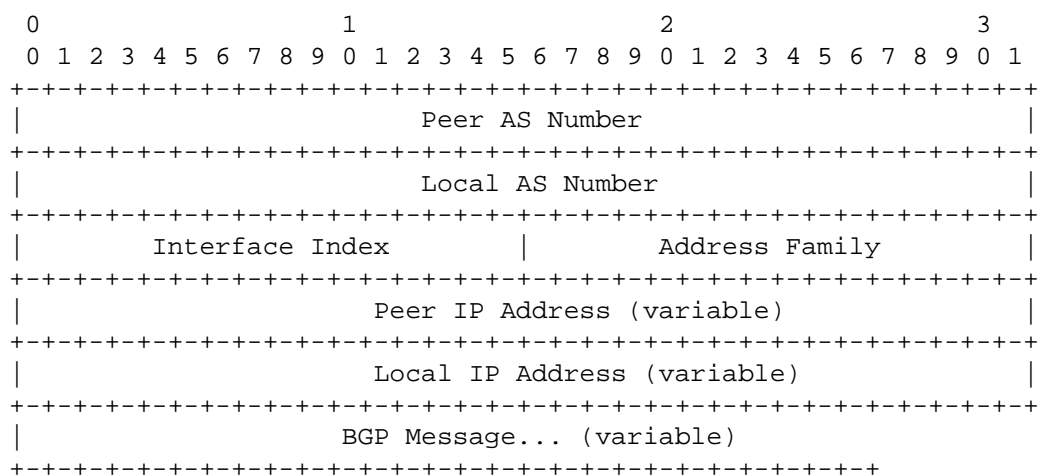 0                   1                   2                   3
 0 1 2 3 4 5 6 7 8 9 0 1 2 3 4 5 6 7 8 9 0 1 2 3 4 5 6 7 8 9 0 1
+-+-+-+-+-+-+-+-+-+-+-+-+-+-+-+-+-+-+-+-+-+-+-+-+-+-+-+-+-+-+-+-+
|                         Peer AS Number                        |
+-+-+-+-+-+-+-+-+-+-+-+-+-+-+-+-+-+-+-+-+-+-+-+-+-+-+-+-+-+-+-+-+
|                         Local AS Number                       |
+-+-+-+-+-+-+-+-+-+-+-+-+-+-+-+-+-+-+-+-+-+-+-+-+-+-+-+-+-+-+-+-+
|        Interface Index        |        Address Family         |
+-+-+-+-+-+-+-+-+-+-+-+-+-+-+-+-+-+-+-+-+-+-+-+-+-+-+-+-+-+-+-+-+
|                      Peer IP Address (variable)               |
+-+-+-+-+-+-+-+-+-+-+-+-+-+-+-+-+-+-+-+-+-+-+-+-+-+-+-+-+-+-+-+-+
|                      Local IP Address (variable)              |
+-+-+-+-+-+-+-+-+-+-+-+-+-+-+-+-+-+-+-+-+-+-+-+-+-+-+-+-+-+-+-+-+
|                    BGP Message... (variable)
+-+-+-+-+-+-+-+-+-+-+-+-+-+-+-+-+-+-+-+-+-+-+-+-+-+-+-+